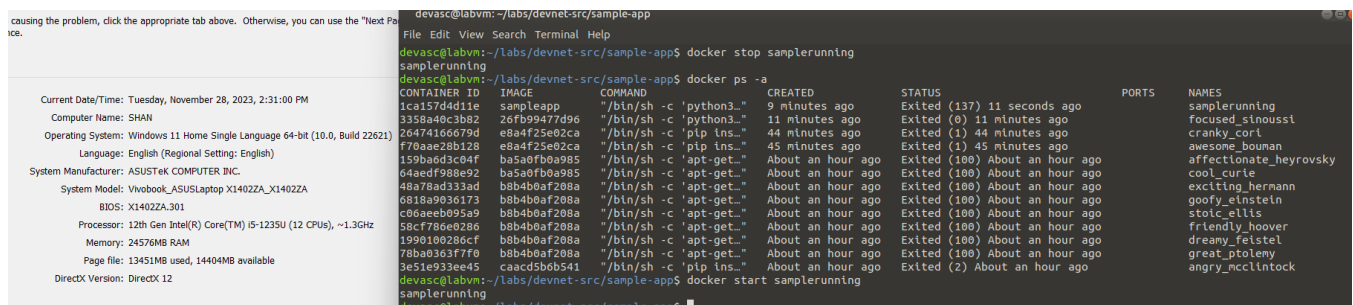 causing the problem, click the appropriate tab above. Otherwise, you can use the "Next Pa
nce.
Current Date/Time: Tuesday, November 28, 2023, 2:31:00 PM
Computer Name: SHAN
Operating System: Windows 11 Home Single Language 64-bit (10.0, Build 22621)
Language: English (Regional Setting: English)
System Manufacturer: ASUSTeK COMPUTER INC.
System Model: Vivobook_ASUSLaptop X1402ZA_X1402ZA
BIOS: X1402ZA.301
Processor: 12th Gen Intel(R) Core(TM) i5-1235U (12 CPUs), ~1.3GHz
Memory: 24576MB RAM
Page file: 13451MB used, 14404MB available
DirectX Version: DirectX 12
devasc@labvm: ~/labs/devnet-src/sample-app
File Edit View Search Terminal Help
devasc@labvm:~/labs/devnet-src/sample-app$ docker stop samplerunning
samplerunning
devasc@labvm:~/labs/devnet-src/sample-app$ docker ps -a
CONTAINER ID IMAGE COMMAND CREATED STATUS PORTS NAMES
1ca157d4d11e sampleapp "/bin/sh -c 'python3…" 9 minutes ago Exited (137) 11 seconds ago samplerunning
3358a40c3b82 26fb99477d96 "/bin/sh -c 'python3…" 11 minutes ago Exited (0) 11 minutes ago focused_sinoussi
26474166679d e8a4f25e02ca "/bin/sh -c 'pip ins…" 44 minutes ago Exited (1) 44 minutes ago cranky_cori
f70aae28b128 e8a4f25e02ca "/bin/sh -c 'pip ins…" 45 minutes ago Exited (1) 45 minutes ago awesome_bouman
159ba6d3c04f ba5a0fb0a985 "/bin/sh -c 'apt-get…" About an hour ago Exited (100) About an hour ago affectionate_heyrovsky
64aedf988e92 ba5a0fb0a985 "/bin/sh -c 'apt-get…" About an hour ago Exited (100) About an hour ago cool_curie
48a78ad333ad b8b4b0af208a "/bin/sh -c 'apt-get…" About an hour ago Exited (100) About an hour ago exciting_hermann
6818a9036173 b8b4b0af208a "/bin/sh -c 'apt-get…" About an hour ago Exited (100) About an hour ago goofy_einstein
c06aeeb095a9 b8b4b0af208a "/bin/sh -c 'apt-get…" About an hour ago Exited (100) About an hour ago stoic_ellis
58cf786e0286 b8b4b0af208a "/bin/sh -c 'apt-get…" About an hour ago Exited (100) About an hour ago friendly_hoover
1990100286cf b8b4b0af208a "/bin/sh -c 'apt-get…" About an hour ago Exited (100) About an hour ago dreamy_feistel
78ba0363f7f0 b8b4b0af208a "/bin/sh -c 'apt-get…" About an hour ago Exited (100) About an hour ago great_ptolemy
3e51e933ee45 caacd5b6b541 "/bin/sh -c 'pip ins…" About an hour ago Exited (2) About an hour ago angry_mcclintock
devasc@labvm:~/labs/devnet-src/sample-app$ docker start samplerunning
samplerunning
devasc@labvm:~/labs/devnet-src/sample-app$